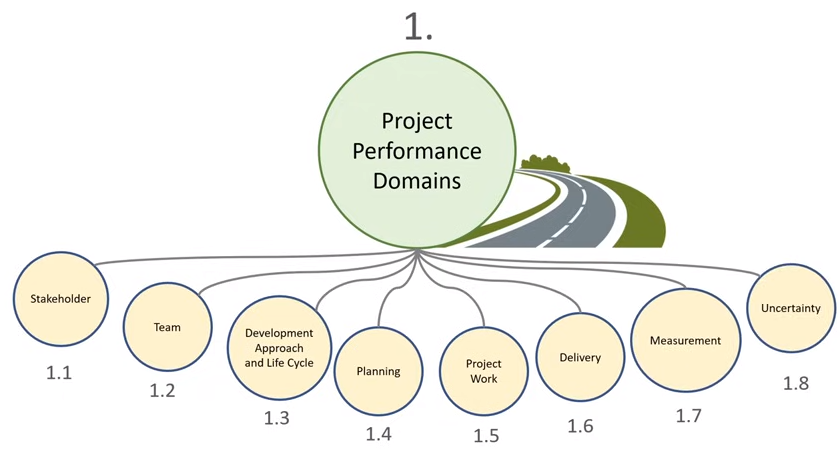 1.
Project
Performance
Domains
Stakeholder
1.1
Team
1.2
Development
Approach
and Life Cycle
1.3
Planning
1.4
Project
Work
1.5
Delivery
1.6
Measurement
1.7
Uncertainty
1.8